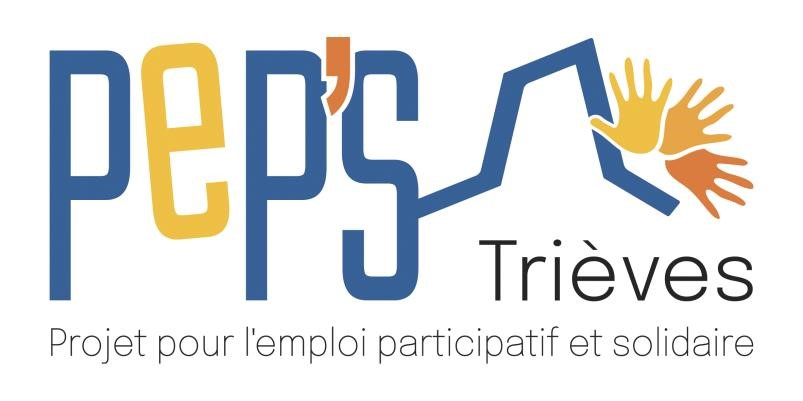 PeP'S
Trièves
Projet pour l'emploi participatif et solidaire